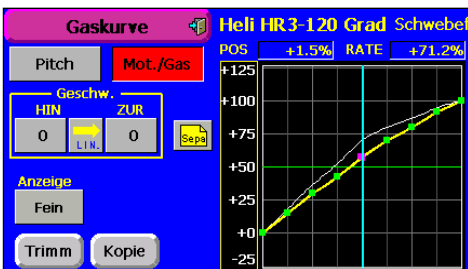 Gaskurve
Heli HR3-120 Grad Schwebef
POS +1.5% RATE +71.2%
Pitch Mot./Gas
Geschw.
HIN ZUR
0 LIN. 0
Sepa
Anzeige
Fein
Trimm Kopie
+125
+100
+75
+50
+25
+0
-25